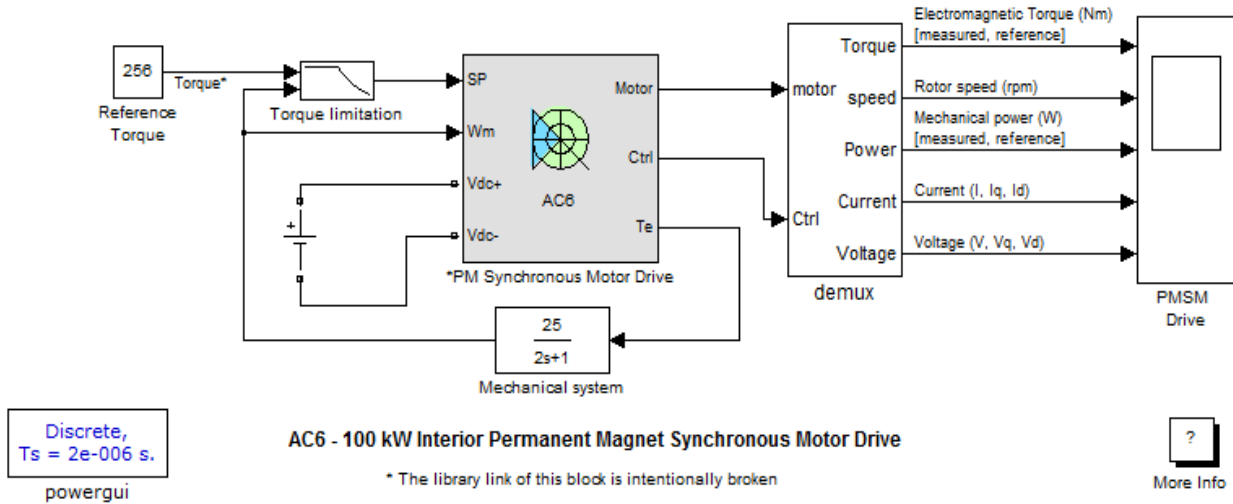 256
Torque*
Reference
Torque
Torque limitation
SP
Wm
Vdc+
Vdc-
Motor
Ctrl
Te
AC6
*PM Synchronous Motor Drive
25
2s+1
Mechanical system
motor
Ctrl
Torque
speed
Power
Current
Voltage
demux
Electromagnetic Torque (Nm)
[measured, reference]
Rotor speed (rpm)
Mechanical power (W)
[measured, reference]
Current (I, Iq, Id)
Voltage (V, Vq, Vd)
PMSM
Drive
Discrete,
Ts = 2e-006 s.
powergui
AC6 - 100 kW Interior Permanent Magnet Synchronous Motor Drive
* The library link of this block is intentionally broken
?
More Info